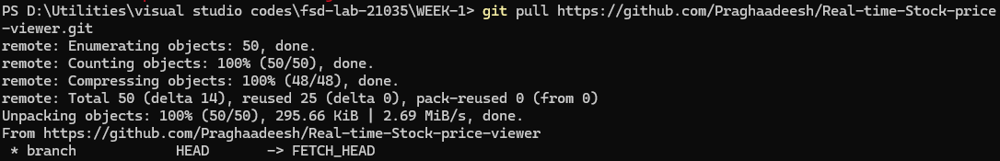 PS D:\Utilities\visual studio codes\fsd-lab-21035\WEEK-1> git pull https://github.com/Praghaadeesh/Real-time-Stock-price
-viewer.git
remote: Enumerating objects: 50, done.
remote: Counting objects: 100% (50/50), done.
remote: Compressing objects: 100% (48/48), done.
remote: Total 50 (delta 14), reused 25 (delta 0), pack-reused 0 (from 0)
Unpacking objects: 100% (50/50), 295.66 KiB | 2.69 MiB/s, done.
From https://github.com/Praghaadeesh/Real-time-Stock-price-viewer
 * branch            HEAD       -> FETCH_HEAD